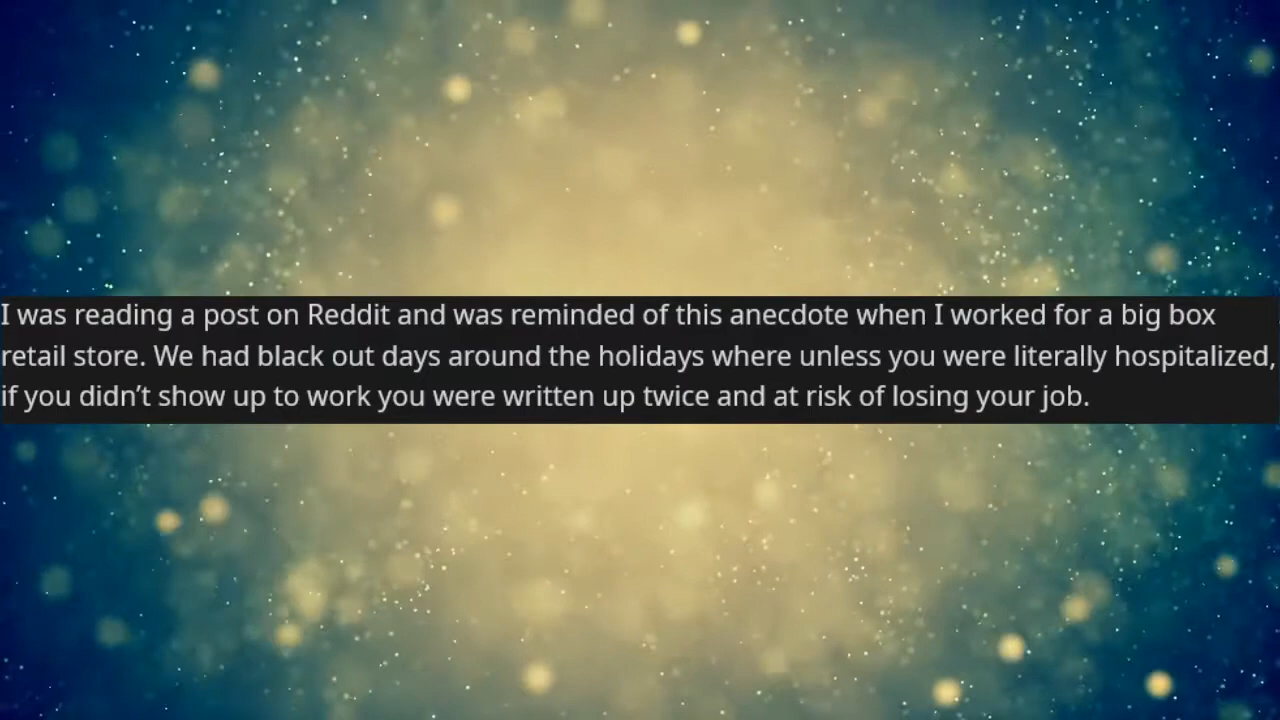 I was reading a post on Reddit and was reminded of this anecdote when I worked for a big box
retail store. We had black out days around the holidays where unless you were literally hospitalized,
if you didn’t show up to work you were written up twice and at risk of losing your job.